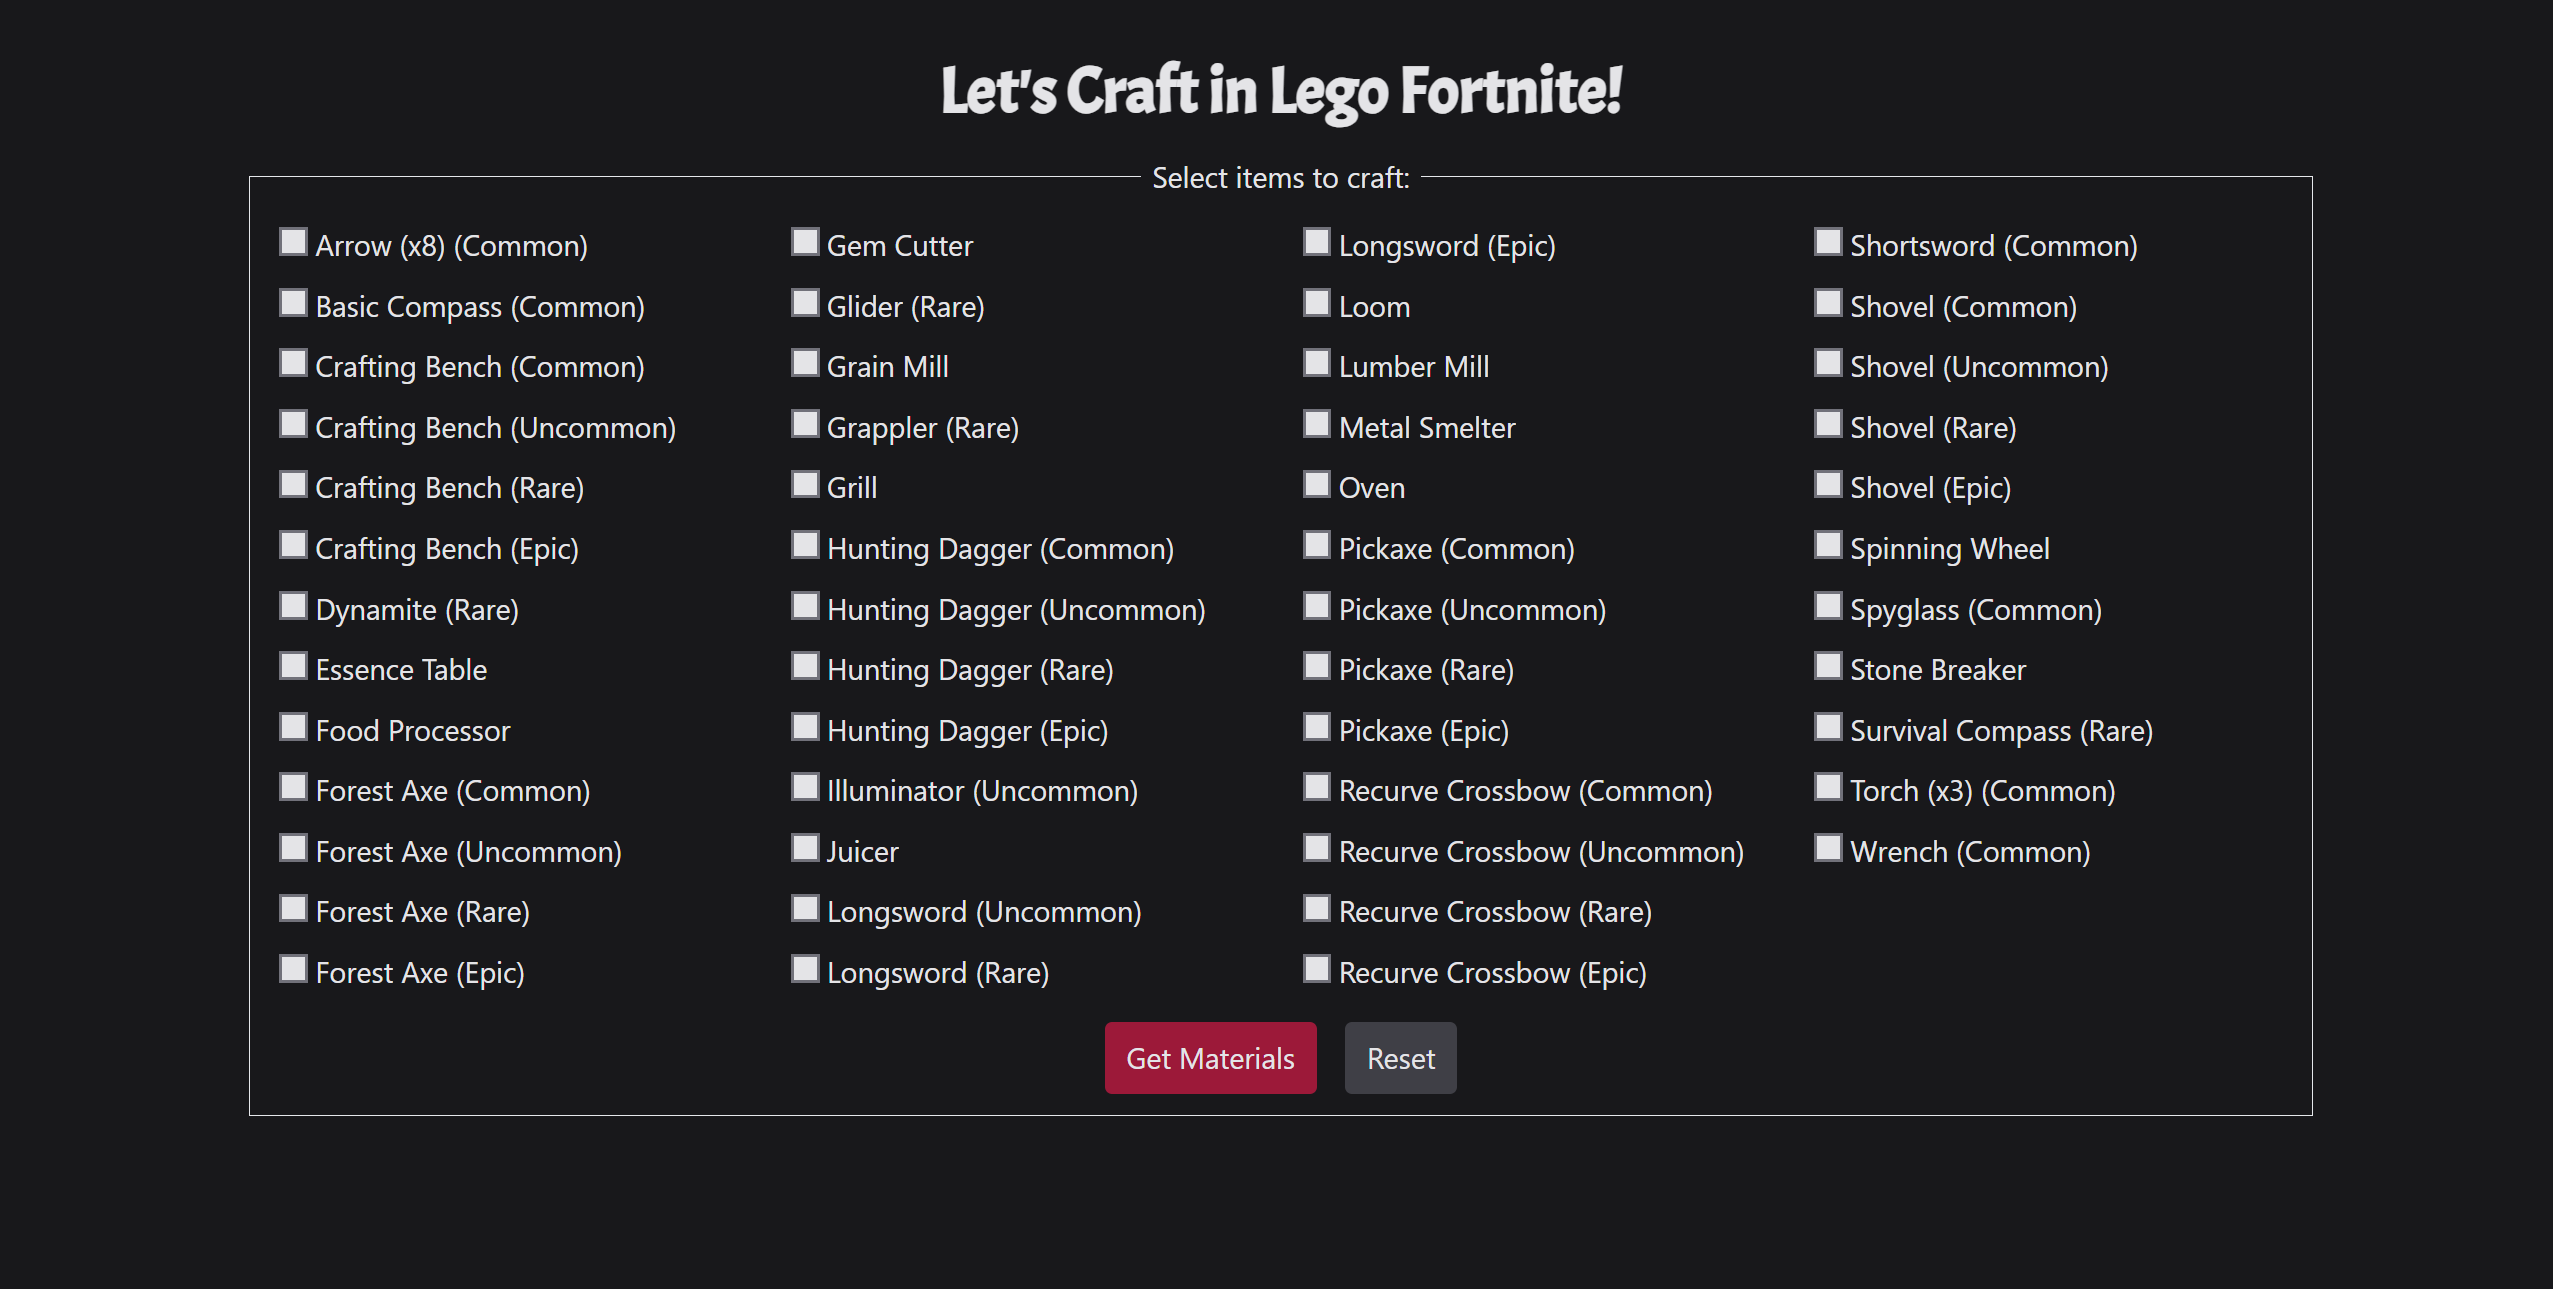 Let's Craft in Lego Fortnite!
Select items to craft:
Arrow (x8) (Common)
Basic Compass (Common)
Crafting Bench (Common)
Crafting Bench (Uncommon)
Crafting Bench (Rare)
Crafting Bench (Epic)
Dynamite (Rare)
Essence Table
Food Processor
Forest Axe (Common)
Forest Axe (Uncommon)
Forest Axe (Rare)
Forest Axe (Epic)
Gem Cutter
Glider (Rare)
Grain Mill
Grappler (Rare)
Grill
Hunting Dagger (Common)
Hunting Dagger (Uncommon)
Hunting Dagger (Rare)
Hunting Dagger (Epic)
Illuminator (Uncommon)
Juicer
Longsword (Uncommon)
Longsword (Rare)
Longsword (Epic)
Loom
Lumber Mill
Metal Smelter
Oven
Pickaxe (Common)
Pickaxe (Uncommon)
Pickaxe (Rare)
Pickaxe (Epic)
Recurve Crossbow (Common)
Recurve Crossbow (Uncommon)
Recurve Crossbow (Rare)
Recurve Crossbow (Epic)
Shortsword (Common)
Shovel (Common)
Shovel (Uncommon)
Shovel (Rare)
Shovel (Epic)
Spinning Wheel
Spyglass (Common)
Stone Breaker
Survival Compass (Rare)
Torch (x3) (Common)
Wrench (Common)
Get Materials
Reset